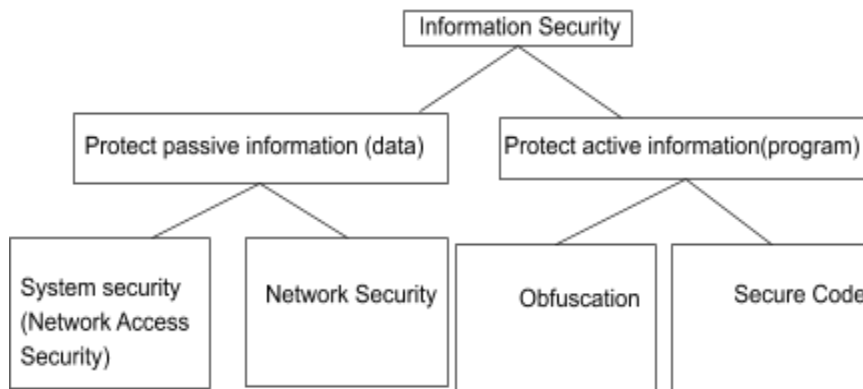 Information Security
Protect passive information (data)
Protect active information(program)
System security
(Network Access
Security)
Network Security
Obfuscation
Secure Code